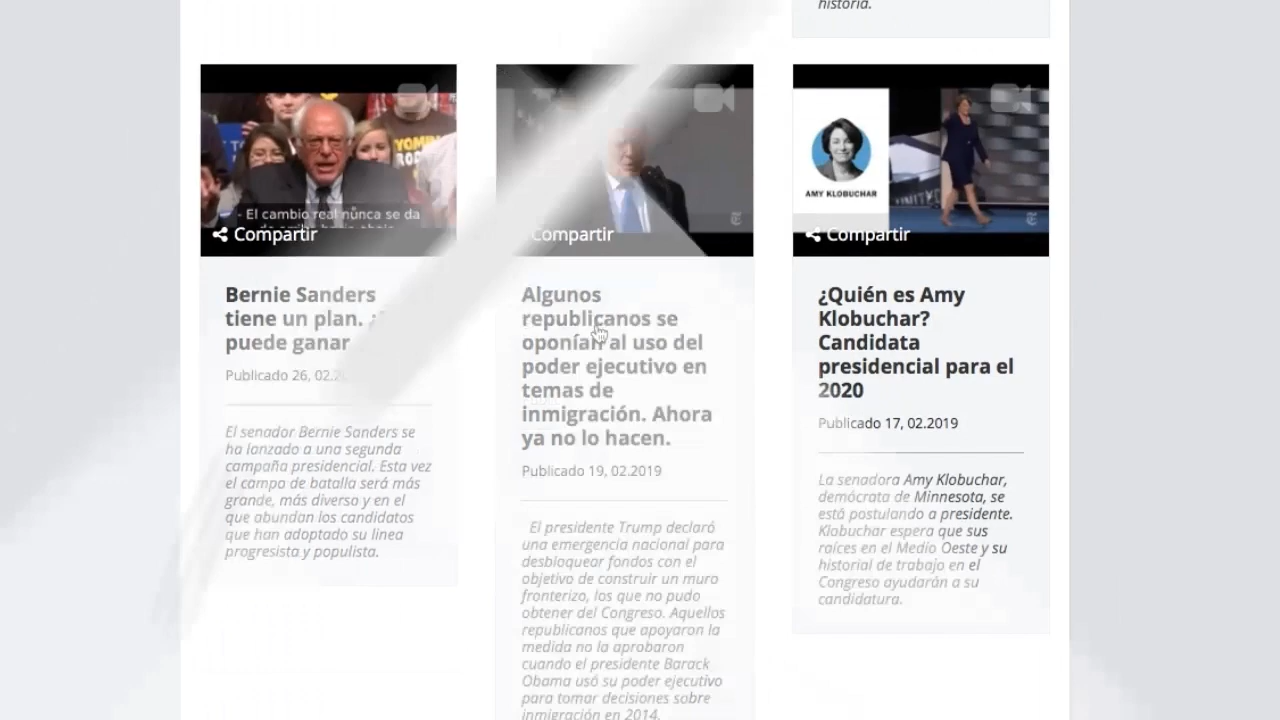 historia.
- El cambio real nunca se da
Compartir
Bernie Sanders
tiene un plan.
puede ganar
Publicado 26, 02.
El senador Bernie Sanders se
ha lanzado a una segunda
campaña presidencial. Esta vez
el campo de batalla será más
grande, más diverso y en el
que abundan los candidatos
que han adoptado su linea
progresista y populista.
Compartir
Algunos
republicanos se
oponían al uso del
poder ejecutivo en
temas de
inmigración. Ahora
ya no lo hacen.
Publicado 19, 02.2019
El presidente Trump declaró
una emergencia nacional para
desbloquear fondos con el
objetivo de construir un muro
fronterizo, los que no pudo
obtener del Congreso. Aquellos
republicanos que apoyaron la
medida no la aprobaron
cuando el presidente Barack
Obama usó su poder ejecutivo
para tomar decisiones sobre
inmigración en 2014.
AMY KLOBUCHAR
Compartir
¿Quién es Amy
Klobuchar?
Candidata
presidencial para el
2020
Publicado 17, 02.2019
La senadora Amy Klobuchar,
demócrata de Minnesota, se
está postulando a presidente.
Klobuchar espera que sus
raíces en el Medio Oeste y su
historial de trabajo en el
Congreso ayudarán a su
candidatura.